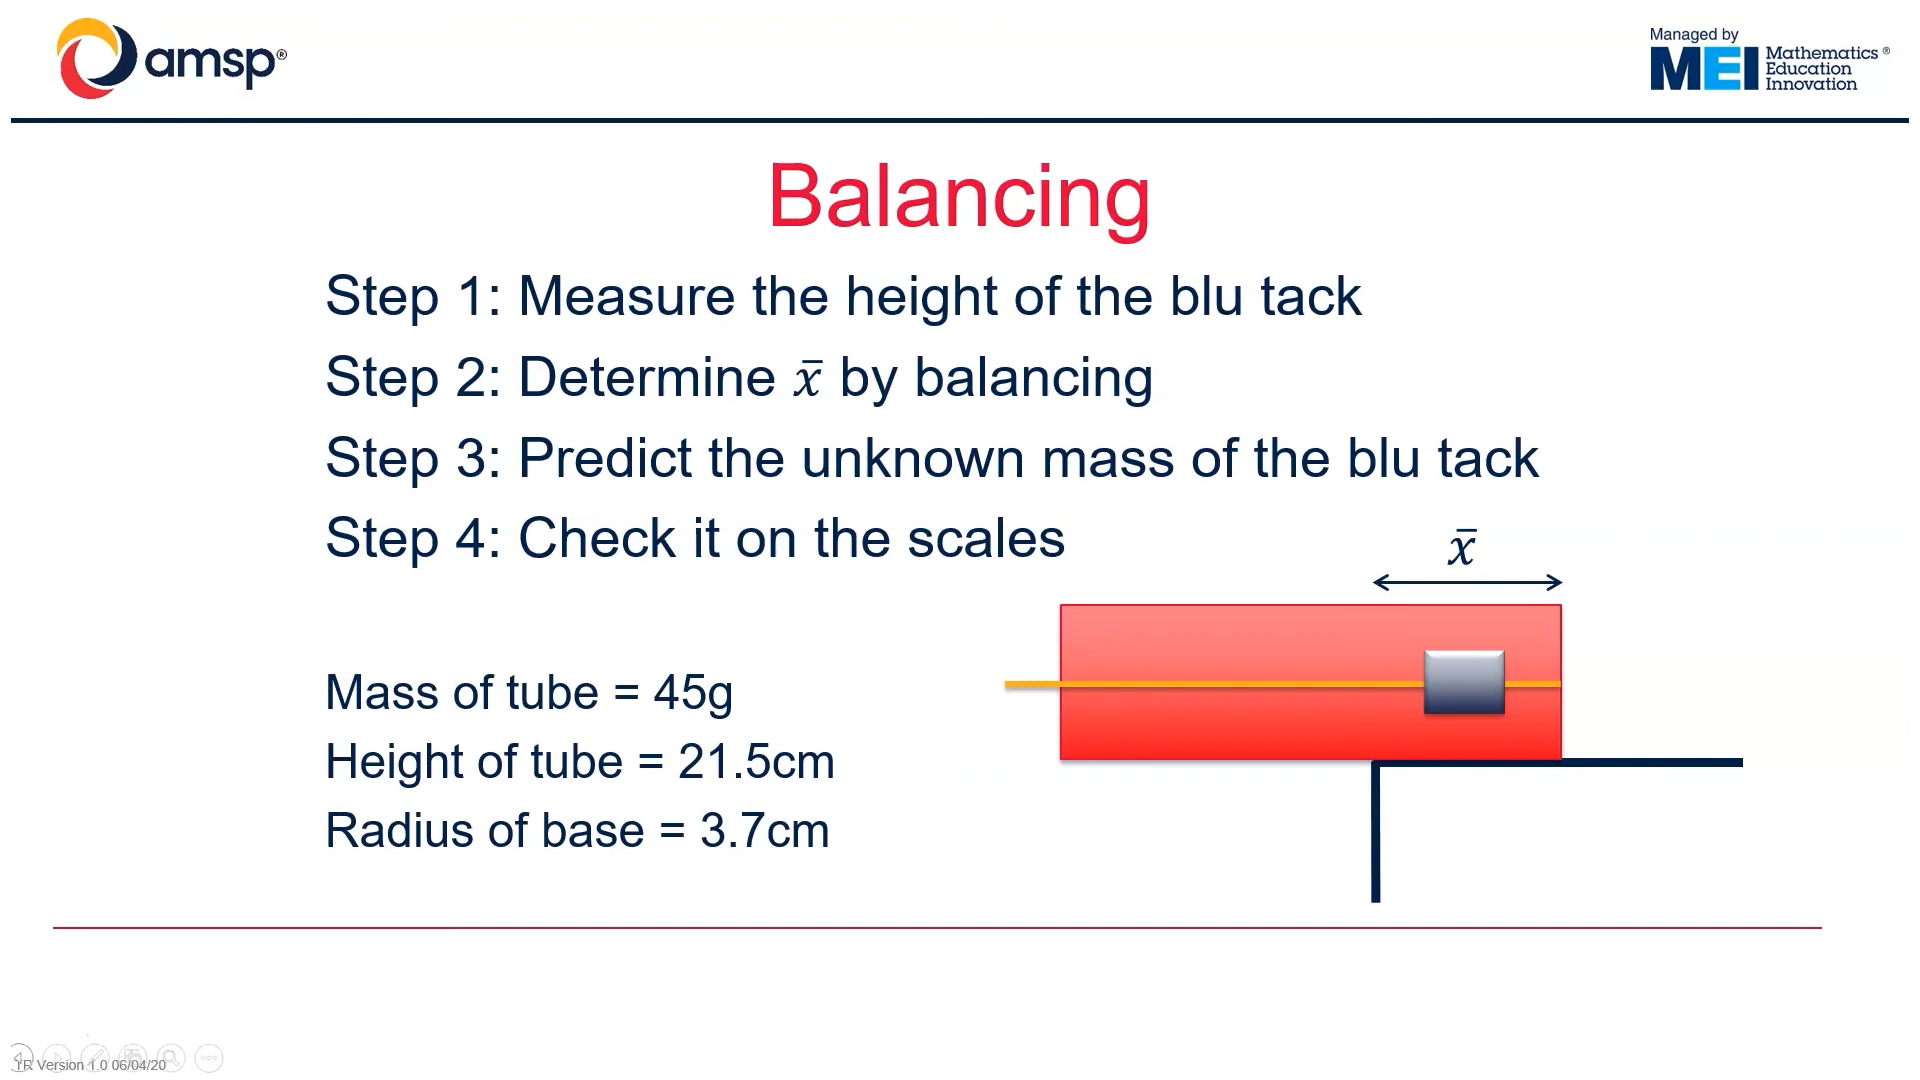 amsp®
Managed by
MEI Mathematics®
Education
Innovation
Balancing
Step 1: Measure the height of the blu tack
Step 2: Determine x̄ by balancing
Step 3: Predict the unknown mass of the blu tack
Step 4: Check it on the scales
x̄
Mass of tube = 45g
Height of tube = 21.5cm
Radius of base = 3.7cm
TR Version 1.0 06/04/20